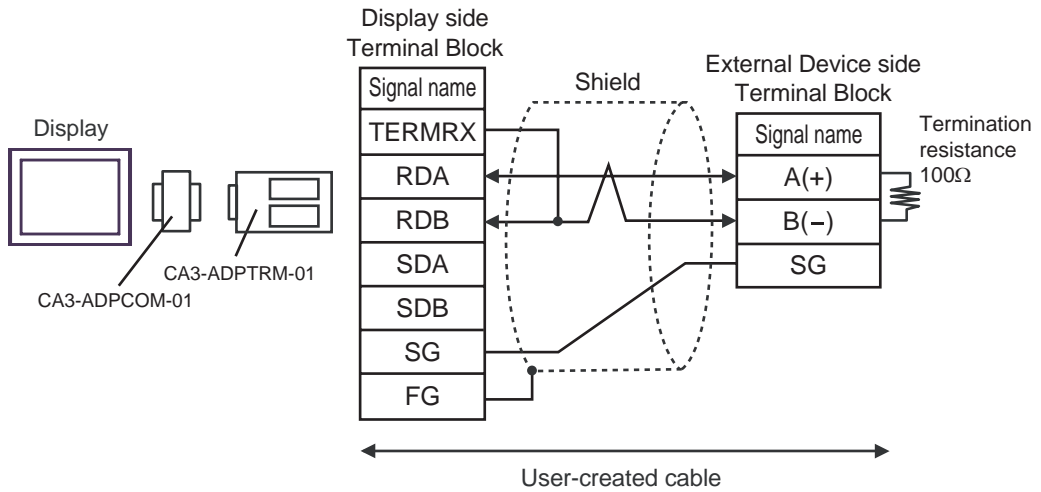 Display side
Terminal Block
Signal name
TERMRX
RDA
RDB
SDA
SDB
SG
FG
Shield
External Device side
Terminal Block
Signal name
A(+)
B(−)
SG
Termination
resistance
100Ω
Display
CA3-ADPTRM-01
CA3-ADPCOM-01
User-created cable